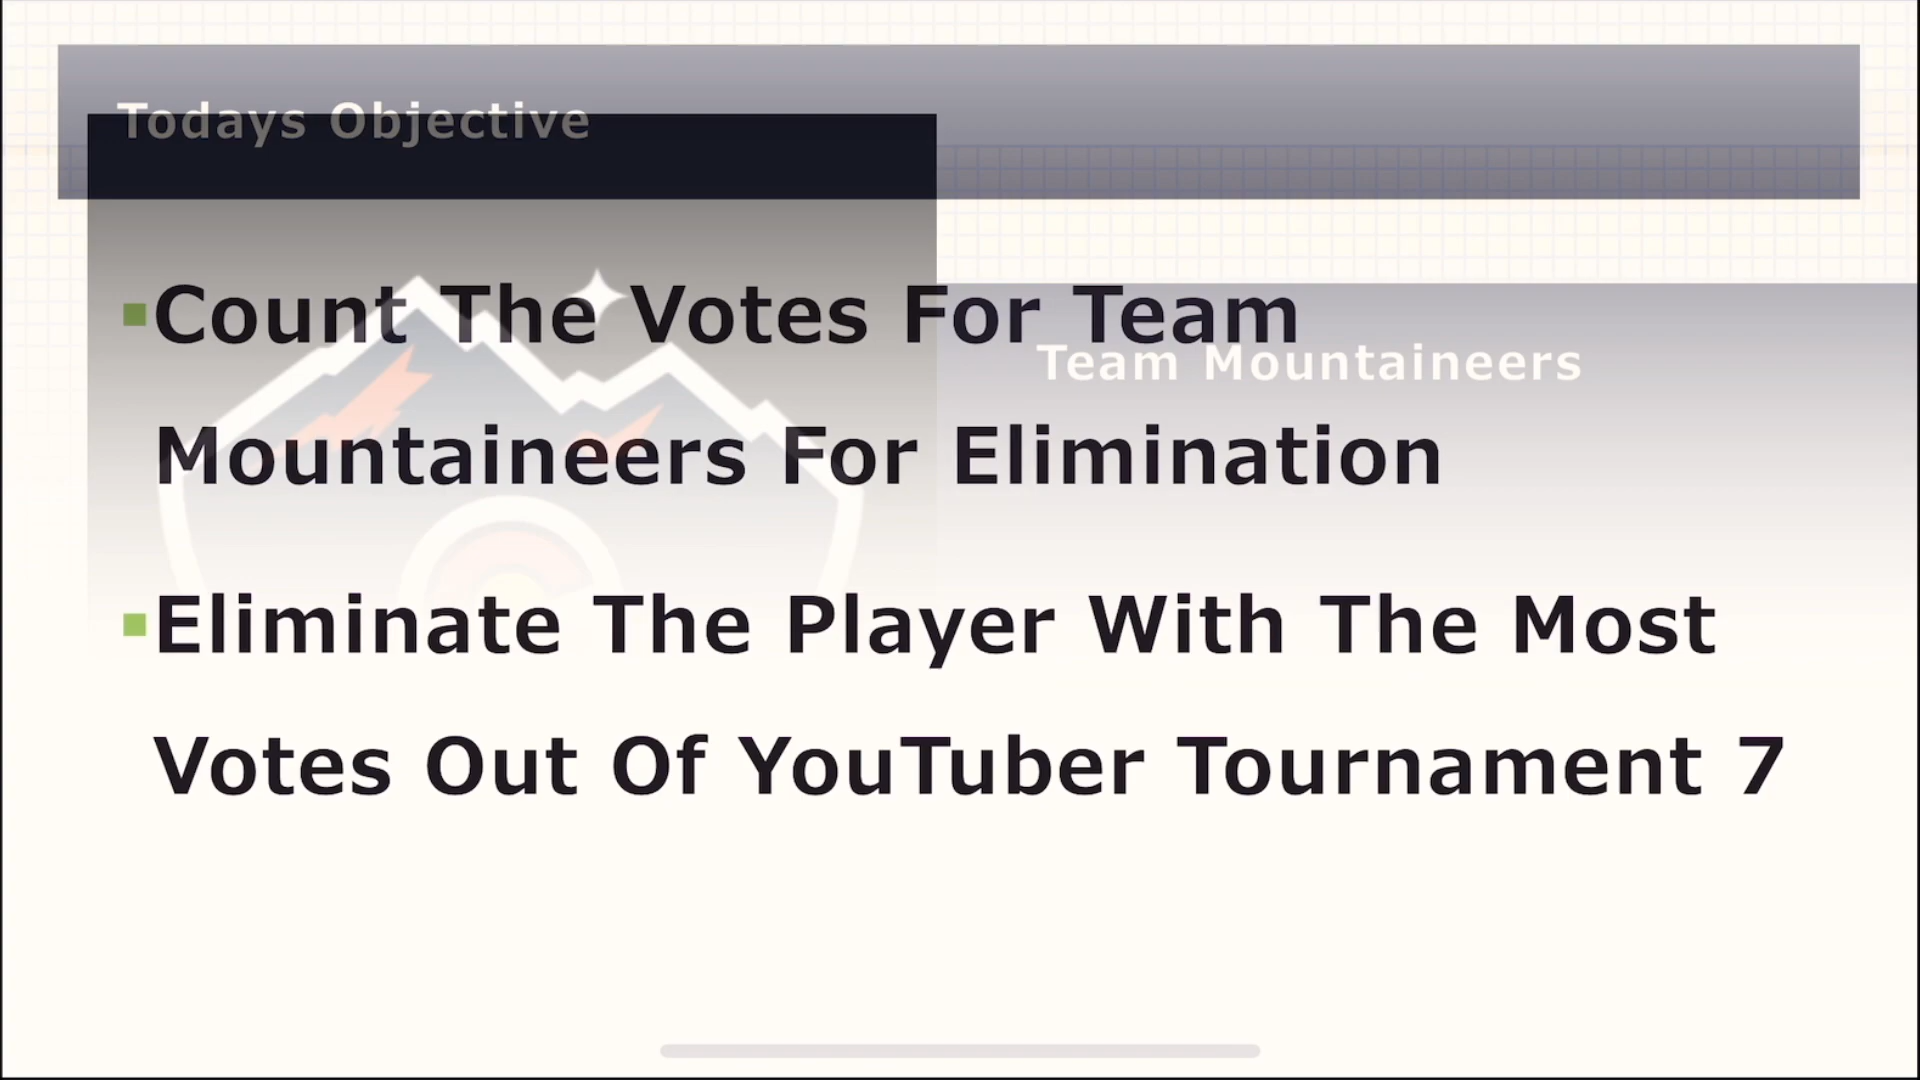 Todays Objective
▪Count The Votes For Team
Team Mountaineers
Mountaineers For Elimination
▪Eliminate The Player With The Most
Votes Out Of YouTuber Tournament 7